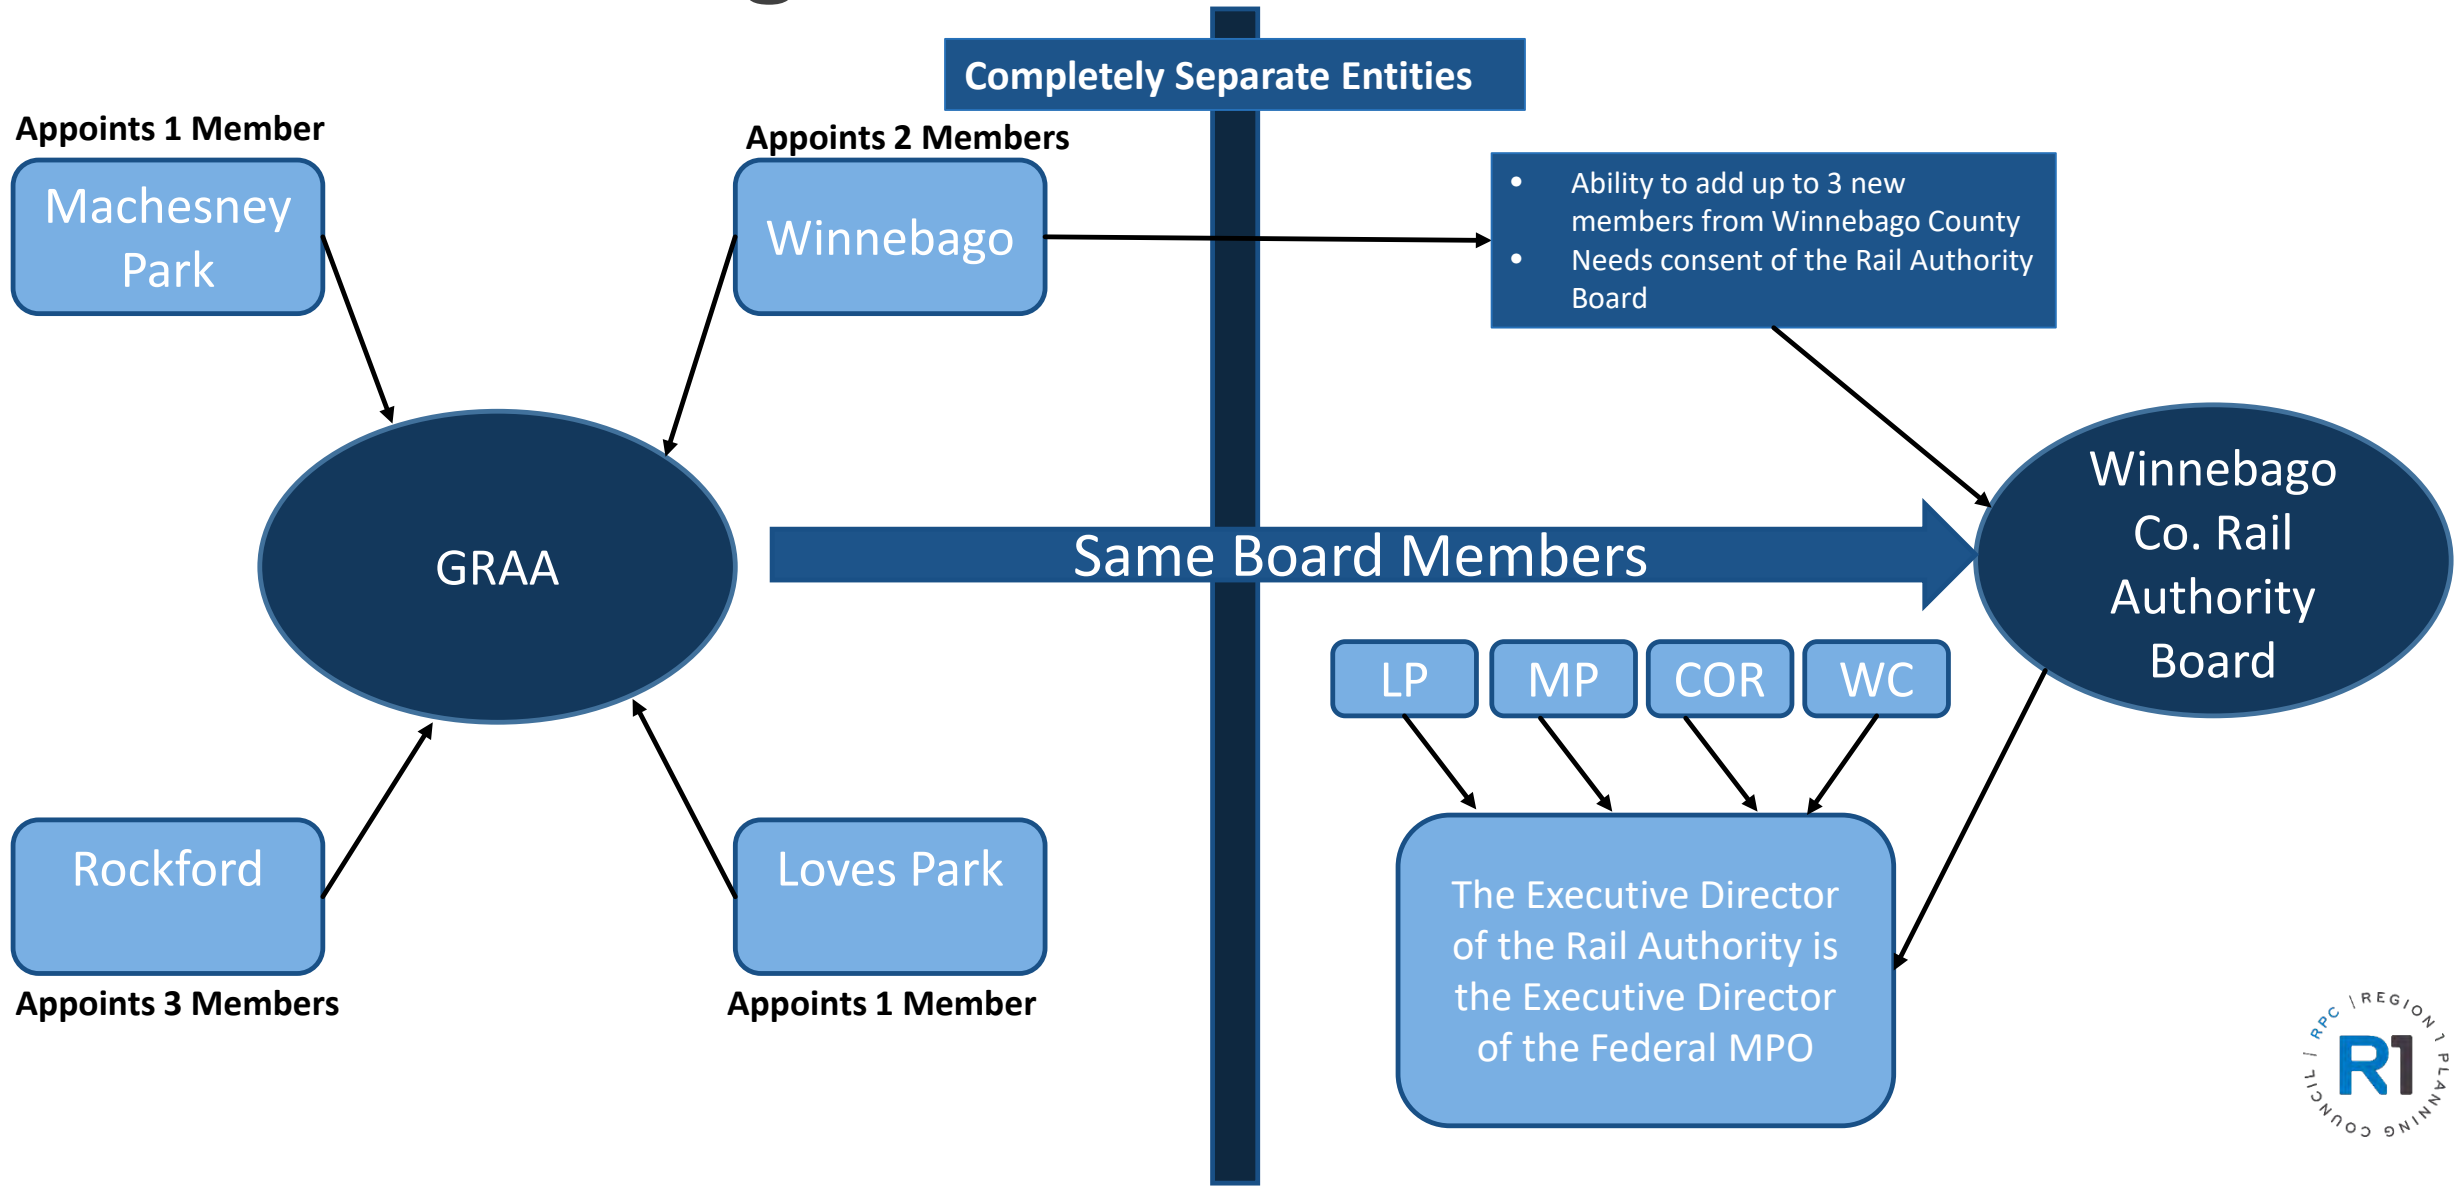 Completely Separate Entities
Appoints 1 Member
Machesney
Park
Appoints 2 Members
Winnebago
• Ability to add up to 3 new
members from Winnebago County
• Needs consent of the Rail Authority
Board
GRAA
Same Board Members
Winnebago
Co. Rail
Authority
Board
LP
MP
COR
WC
Rockford
Appoints 3 Members
Loves Park
Appoints 1 Member
The Executive Director
of the Rail Authority is
the Executive Director
of the Federal MPO
RPC | REGION 1 PLANNING COUNCIL |
R1